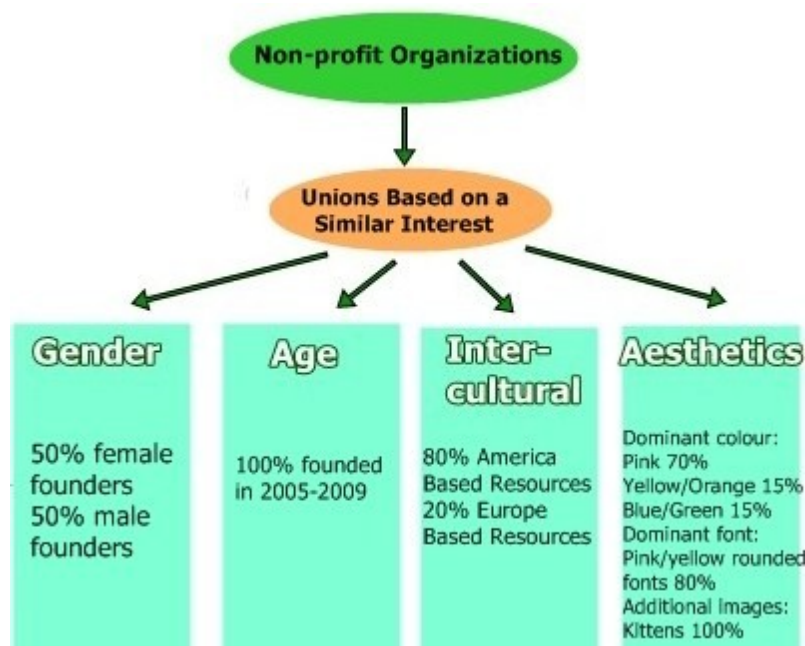 Non-profit Organizations
Unions Based on a
Similar Interest
Gender
50% female
founders
50% male
founders
Age
100% founded
in 2005-2009
Inter-
cultural
80% America
Based Resources
20% Europe
Based Resources
Aesthetics
Dominant colour:
Pink 70%
Yellow/Orange 15%
Blue/Green 15%
Dominant font:
Pink/yellow rounded
fonts 80%
Additional images:
Kittens 100%